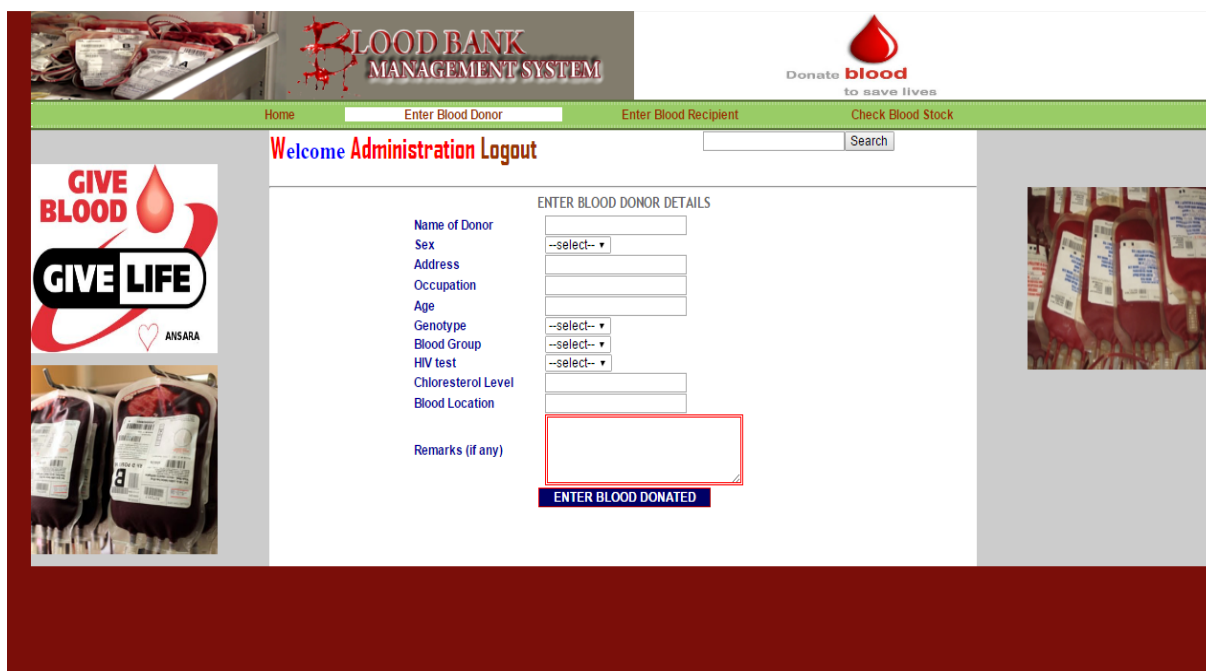 BLOOD BANK
MANAGEMENT SYSTEM
Donate blood
to save lives
Home Enter Blood Donor Enter Blood Recipient Check Blood Stock
Welcome Administration Logout Search
GIVE
BLOOD
GIVE LIFE
ANSARA
ENTER BLOOD DONOR DETAILS
Name of Donor
Sex --select--
Address
Occupation
Age
Genotype --select--
Blood Group --select--
HIV test --select--
Chloresterol Level
Blood Location
Remarks (if any)
ENTER BLOOD DONATED
B